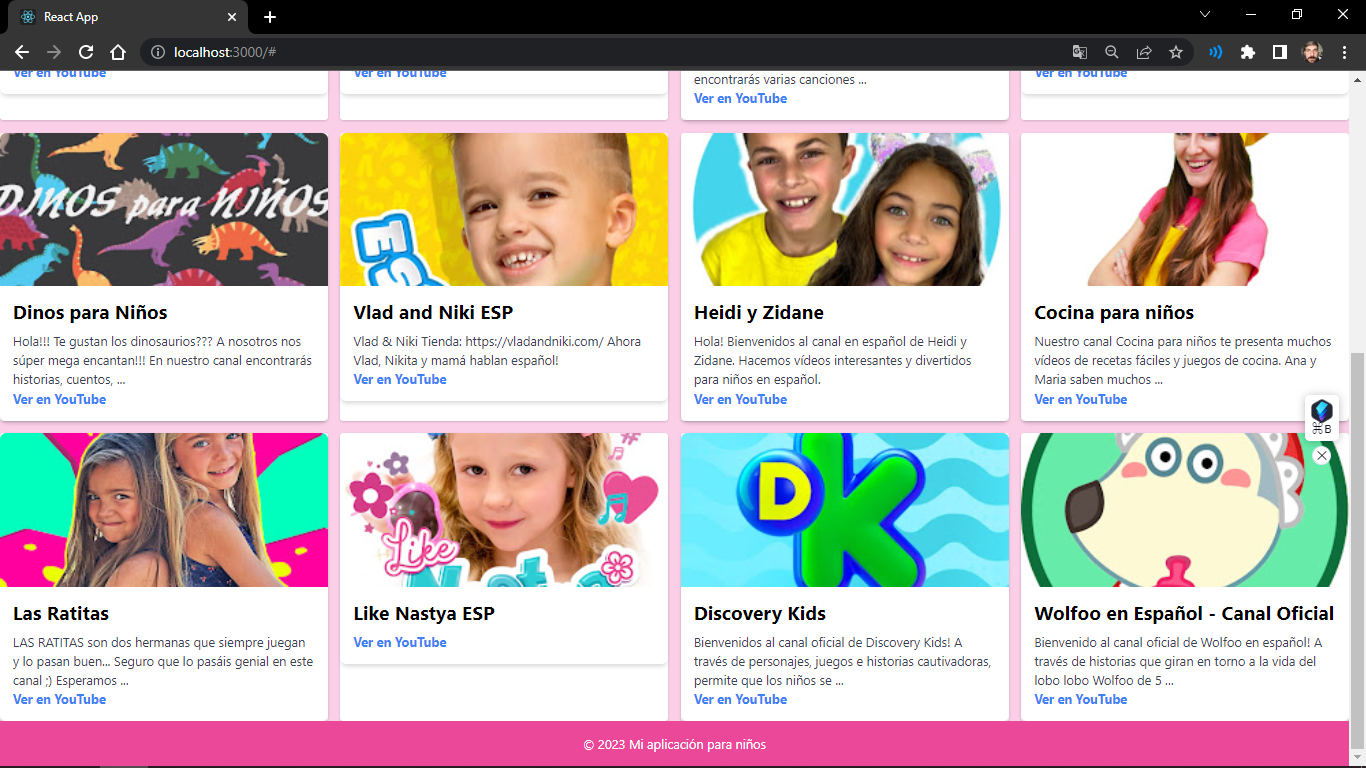 React App
localhost:3000/#
Ver en YouTube
Ver en YouTube
encontrarás varias canciones ...
Ver en YouTube
Ver en YouTube
DINOS para NIÑOS
ES
Dinos para Niños
Hola!!! Te gustan los dinosaurios??? A nosotros nos
súper mega encantan!!! En nuestro canal encontrarás
historias, cuentos, ...
Ver en YouTube
Vlad and Niki ESP
Vlad & Niki Tienda: https://vladandniki.com/ Ahora
Vlad, Nikita y mamá hablan español!
Ver en YouTube
Heidi y Zidane
Hola! Bienvenidos al canal en español de Heidi y
Zidane. Hacemos vídeos interesantes y divertidos
para niños en español.
Ver en YouTube
Cocina para niños
Nuestro canal Cocina para niños te presenta muchos
vídeos de recetas fáciles y juegos de cocina. Ana y
Maria saben muchos ...
Ver en YouTube
⌘B
Like
DK
Las Ratitas
LAS RATITAS son dos hermanas que siempre juegan
y lo pasan buen... Seguro que lo pasáis genial en este
canal ;) Esperamos ...
Ver en YouTube
Like Nastya ESP
Ver en YouTube
Discovery Kids
Bienvenidos al canal oficial de Discovery Kids! A
través de personajes, juegos e historias cautivadoras,
permite que los niños se ...
Ver en YouTube
Wolfoo en Español - Canal Oficial
Bienvenido al canal oficial de Wolfoo en español! A
través de historias que giran en torno a la vida del
lobo lobo Wolfoo de 5 ...
Ver en YouTube
© 2023 Mi aplicación para niños